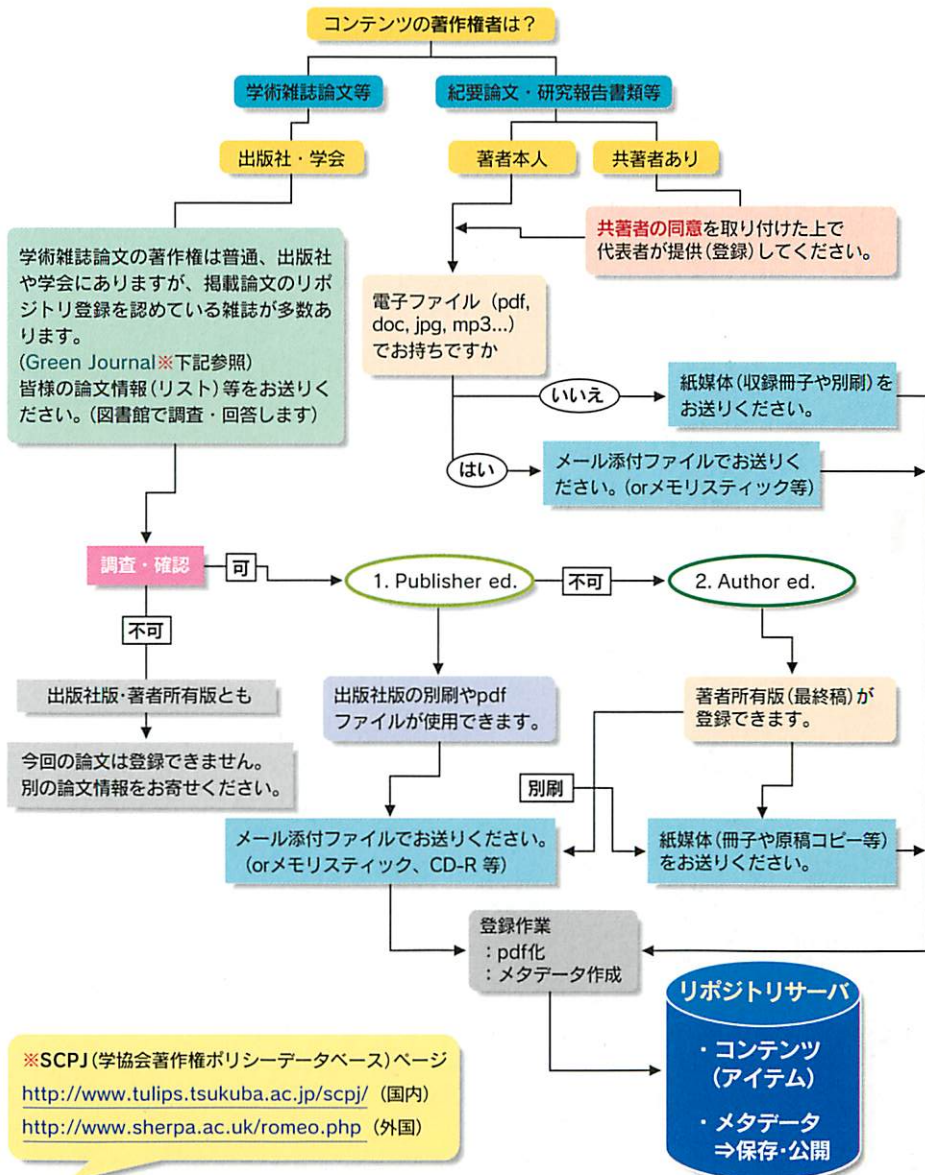 コンテンツの著作権者は？
学術雑誌論文等
紀要論文・研究報告書類等
出版社・学会
著者本人
共著者あり
共著者の同意を取り付けた上で
代表者が提供（登録）してください。
学術雑誌論文の著作権は普通、出版社
や学会にありますが、掲載論文のリポ
ジトリ登録を認めている雑誌が多数あ
ります。
(Green Journal※下記参照)
皆様の論文情報（リスト）等をお送りく
ださい。（図書館で調査・回答します）
電子ファイル（pdf,
doc, jpg, mp3...）
でお持ちですか
いいえ
紙媒体（収録冊子や別刷）を
お送りください。
はい
メール添付ファイルでお送りく
ださい。（orメモリスティック等）
調査・確認
可
1. Publisher ed.
不可
2. Author ed.
不可
出版社版・著者所有版とも
今回の論文は登録できません。
別の論文情報をお寄せください。
出版社版の別刷やpdf
ファイルが使用できます。
著者所有版（最終稿）が
登録できます。
別刷
メール添付ファイルでお送りください。
（orメモリスティック、CD-R 等）
紙媒体（冊子や原稿コピー等）
をお送りください。
登録作業
：pdf化
：メタデータ作成
リポジトリサーバ
・コンテンツ
（アイテム）
・メタデータ
⇒保存・公開
※SCPJ（学協会著作権ポリシーデータベース）ページ
http://www.tulips.tsukuba.ac.jp/scpj/（国内）
http://www.sherpa.ac.uk/romeo.php（外国）